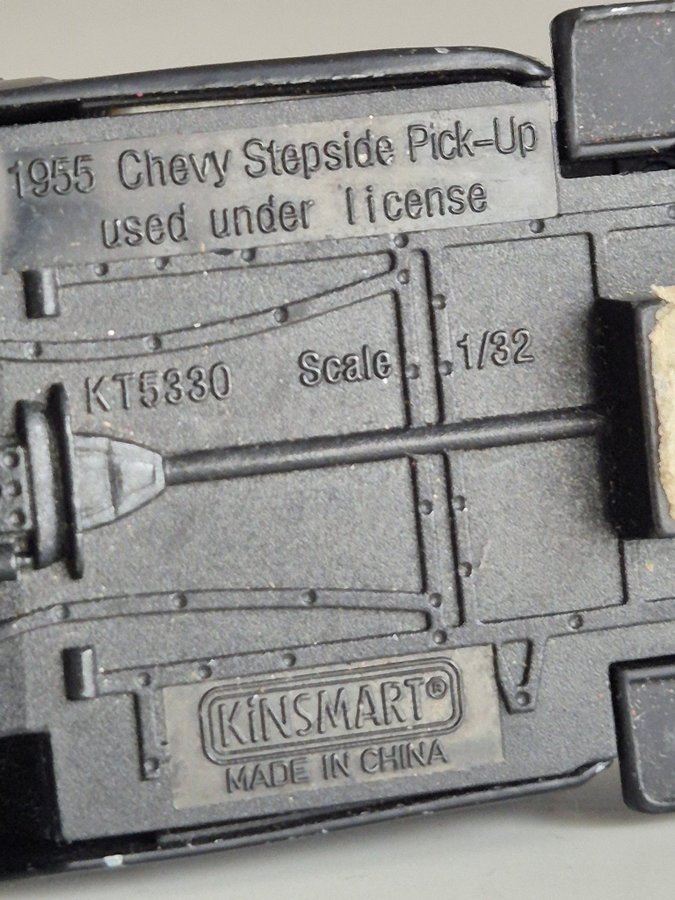 1955 Chevy Stepside Pick-Up
used under license
KT5330 Scale 1/32
KiNSMART®
MADE IN CHINA